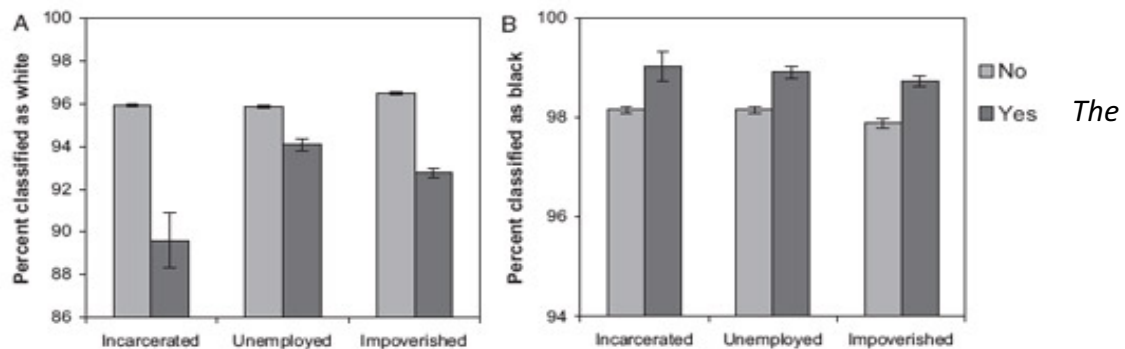 A
Percent classified as white
100
98
96
94
92
90
88
86
Incarcerated Unemployed Impoverished
B
Percent classified as black
100
98
96
94
Incarcerated Unemployed Impoverished
No
Yes
The